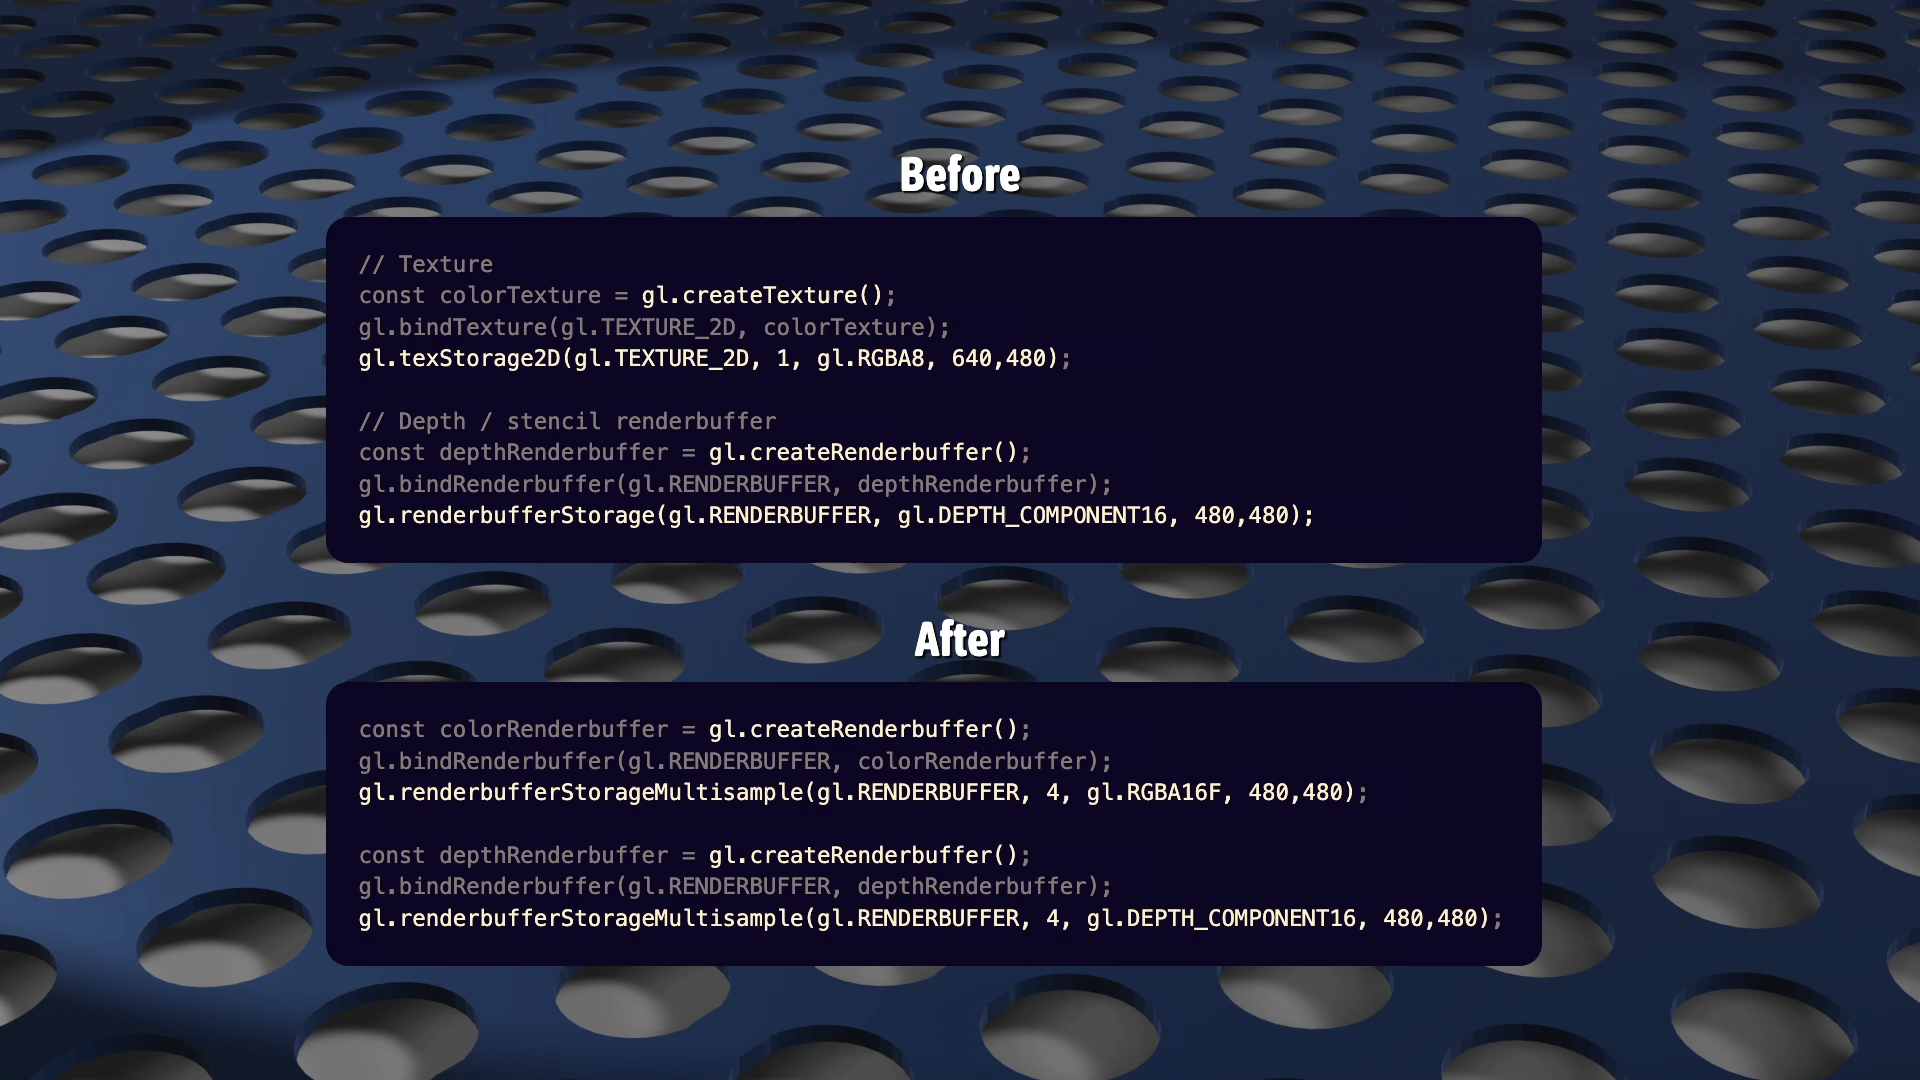 Before
// Texture
const colorTexture = gl.createTexture();
gl.bindTexture(gl.TEXTURE_2D, colorTexture);
gl.texStorage2D(gl.TEXTURE_2D, 1, gl.RGBA8, 640,480);
// Depth / stencil renderbuffer
const depthRenderbuffer = gl.createRenderbuffer();
gl.bindRenderbuffer(gl.RENDERBUFFER, depthRenderbuffer);
gl.renderbufferStorage(gl.RENDERBUFFER, gl.DEPTH_COMPONENT16, 480,480);
After
const colorRenderbuffer = gl.createRenderbuffer();
gl.bindRenderbuffer(gl.RENDERBUFFER, colorRenderbuffer);
gl.renderbufferStorageMultisample(gl.RENDERBUFFER, 4, gl.RGBA16F, 480,480);
const depthRenderbuffer = gl.createRenderbuffer();
gl.bindRenderbuffer(gl.RENDERBUFFER, depthRenderbuffer);
gl.renderbufferStorageMultisample(gl.RENDERBUFFER, 4, gl.DEPTH_COMPONENT16, 480,480);